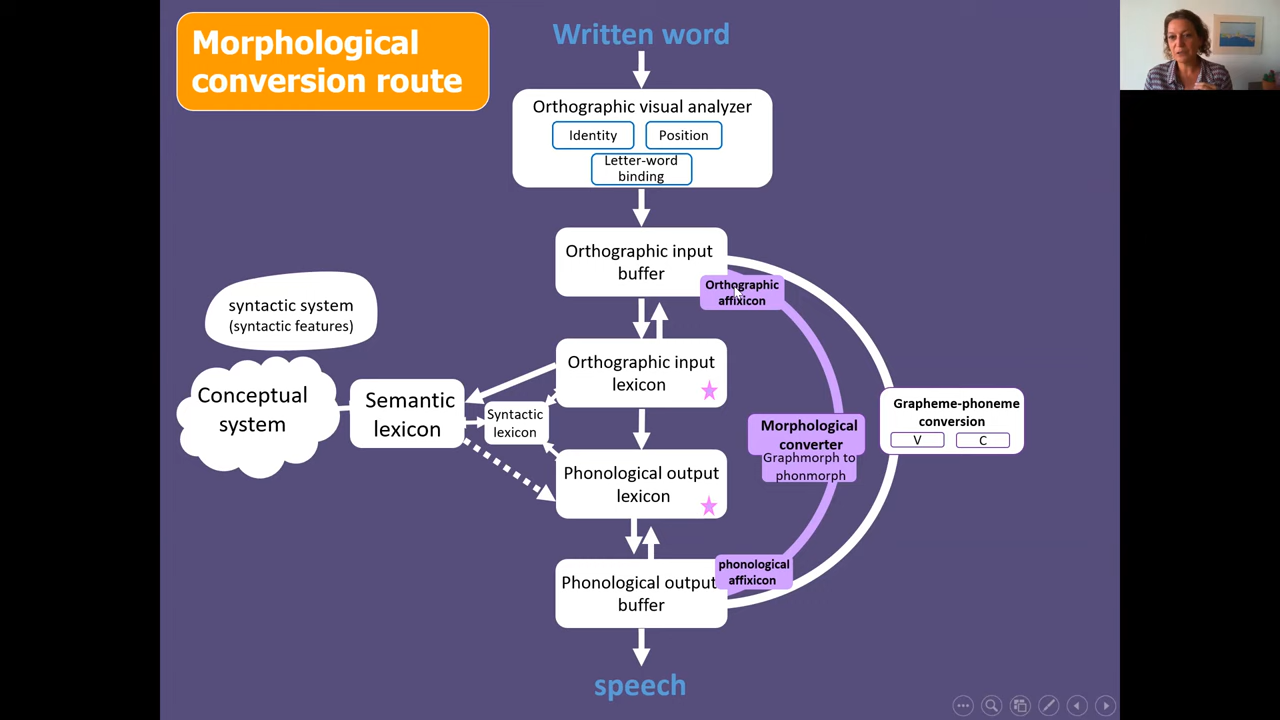 Morphological
conversion route
Written word
Orthographic visual analyzer
Identity
Position
Letter-word
binding
Orthographic input
buffer
Orthographic
affixicon
syntactic system
(syntactic features)
Orthographic input
lexicon
Conceptual
system
Semantic
lexicon
Syntactic
lexicon
Grapheme-phoneme
conversion
V
C
Morphological
converter
Graphmorph to
phonmorph
Phonological output
lexicon
phonological
affixicon
Phonological output
buffer
speech